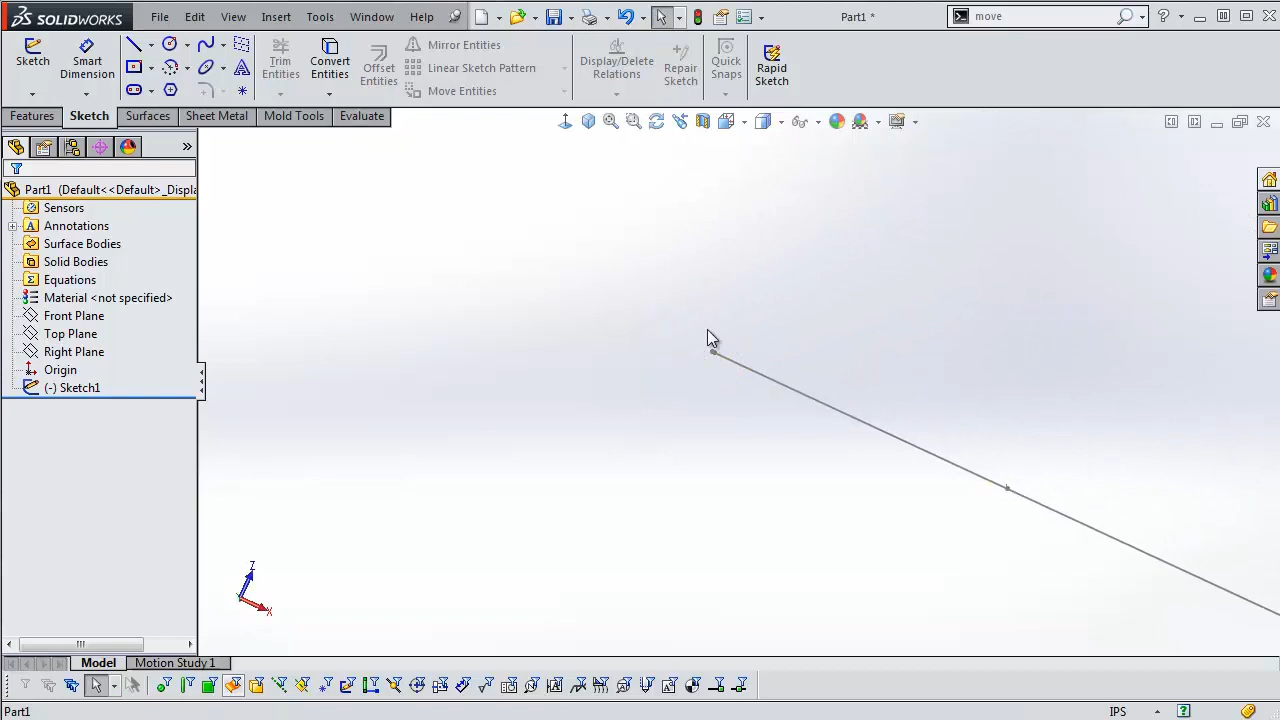 SOLIDWORKS File Edit View Insert Tools Window Help Part1 * move
Sketch Smart Dimension Trim Entities Convert Entities Offset Entities Mirror Entities Linear Sketch Pattern Move Entities Display/Delete Relations Repair Sketch Quick Snaps Rapid Sketch
Features Sketch Surfaces Sheet Metal Mold Tools Evaluate
Part1 (Default<<Default>_Displa
Sensors
Annotations
Surface Bodies
Solid Bodies
Equations
Material <not specified>
Front Plane
Top Plane
Right Plane
Origin
(-) Sketch1
Z
X
Model Motion Study 1
Part1 IPS